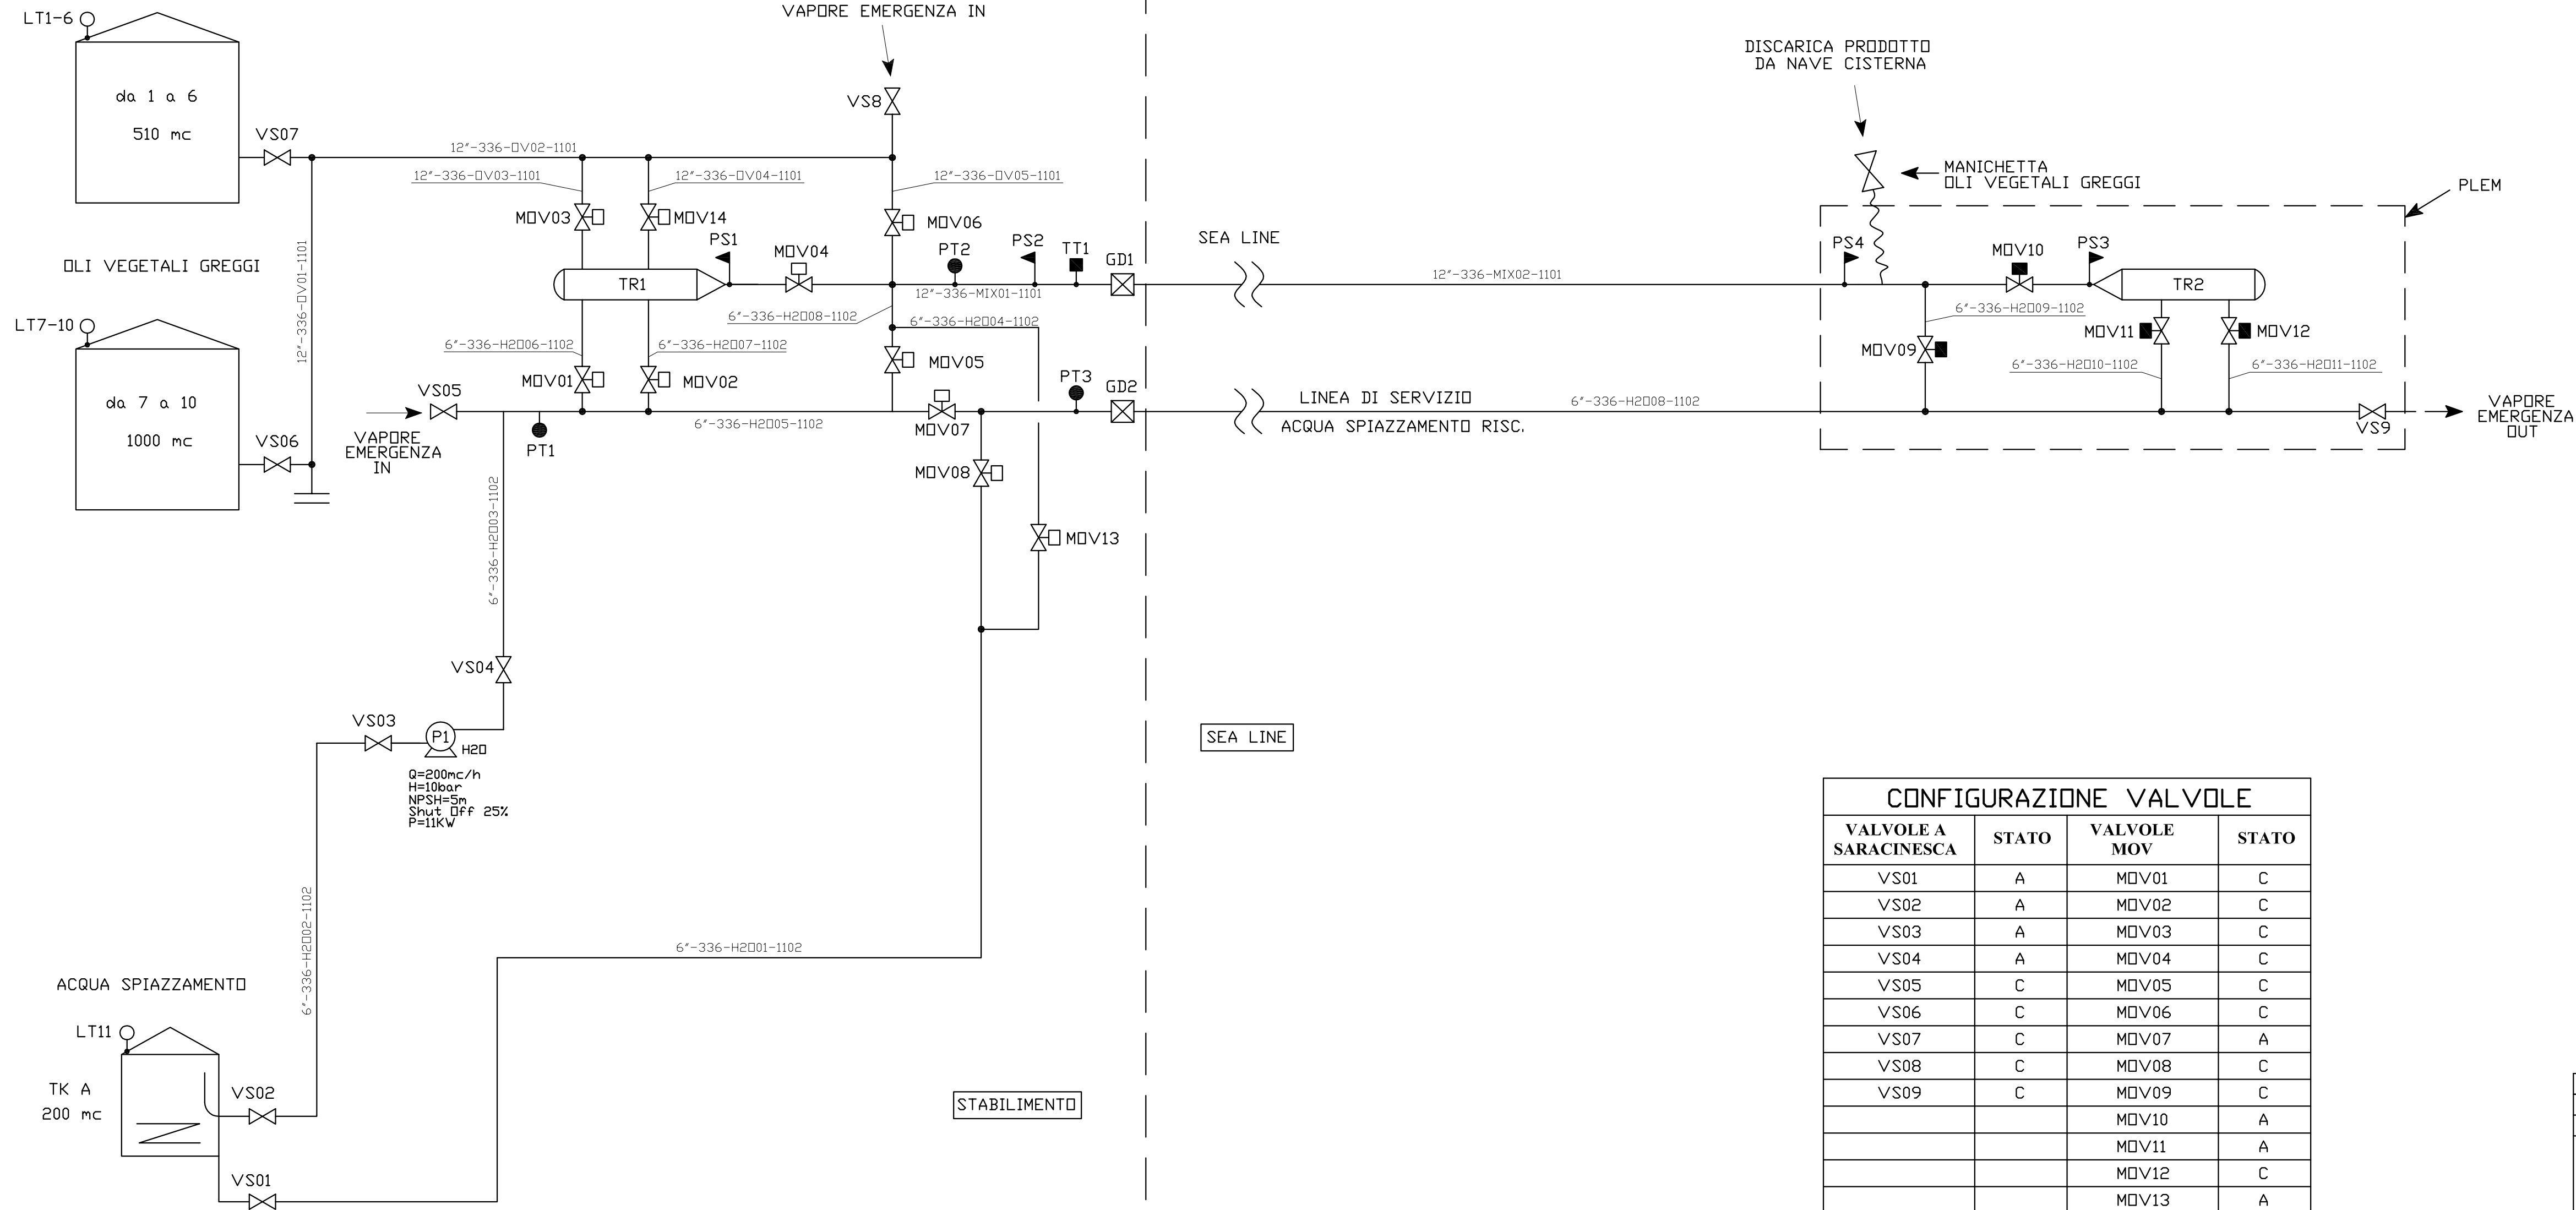 LT1-6
da 1 a 6
510 mc
VS07
OLI VEGETALI GREGGI
12"-336-OV01-1101
LT7-10
da 7 a 10
1000 mc
VS06
VAPORE EMERGENZA IN
VS8
12"-336-OV02-1101
12"-336-OV03-1101
12"-336-OV04-1101
12"-336-OV05-1101
MOV03
MOV14
MOV06
PS1
MOV04
PT2
PS2
TT1
GD1
TR1
12"-336-MIX01-1101
6"-336-H2O08-1102
6"-336-H2O04-1102
6"-336-H2O06-1102
6"-336-H2O07-1102
MOV05
MOV01
MOV02
VS05
PT3
GD2
VAPORE
EMERGENZA
IN
PT1
6"-336-H2O05-1102
MOV07
MOV08
MOV13
6"-336-H2O03-1102
VS04
VS03
P1
H2O
Q=200mc/h
H=10bar
NPSH=5m
Shut Off 25%
P=11KW
6"-336-H2O02-1102
6"-336-H2O01-1102
ACQUA SPIAZZAMENTO
LT11
TK A
200 mc
VS02
VS01
STABILIMENTO
SEA LINE
SEA LINE
12"-336-MIX02-1101
LINEA DI SERVIZIO
ACQUA SPIAZZAMENTO RISC.
6"-336-H2O08-1102
DISCARICA PRODOTTO
DA NAVE CISTERNA
MANICHETTA
OLI VEGETALI GREGGI
PLEM
PS4
MOV10
PS3
TR2
6"-336-H2O09-1102
MOV11
MOV12
MOV09
6"-336-H2O10-1102
6"-336-H2O11-1102
VS9
VAPORE
EMERGENZA
OUT
CONFIGURAZIONE VALVOLE
VALVOLE A SARACINESCA STATO VALVOLE MOV STATO
VS01 A MOV01 C
VS02 A MOV02 C
VS03 A MOV03 C
VS04 A MOV04 C
VS05 C MOV05 C
VS06 C MOV06 C
VS07 C MOV07 A
VS08 C MOV08 C
VS09 C MOV09 C
MOV10 A
MOV11 A
MOV12 C
MOV13 A